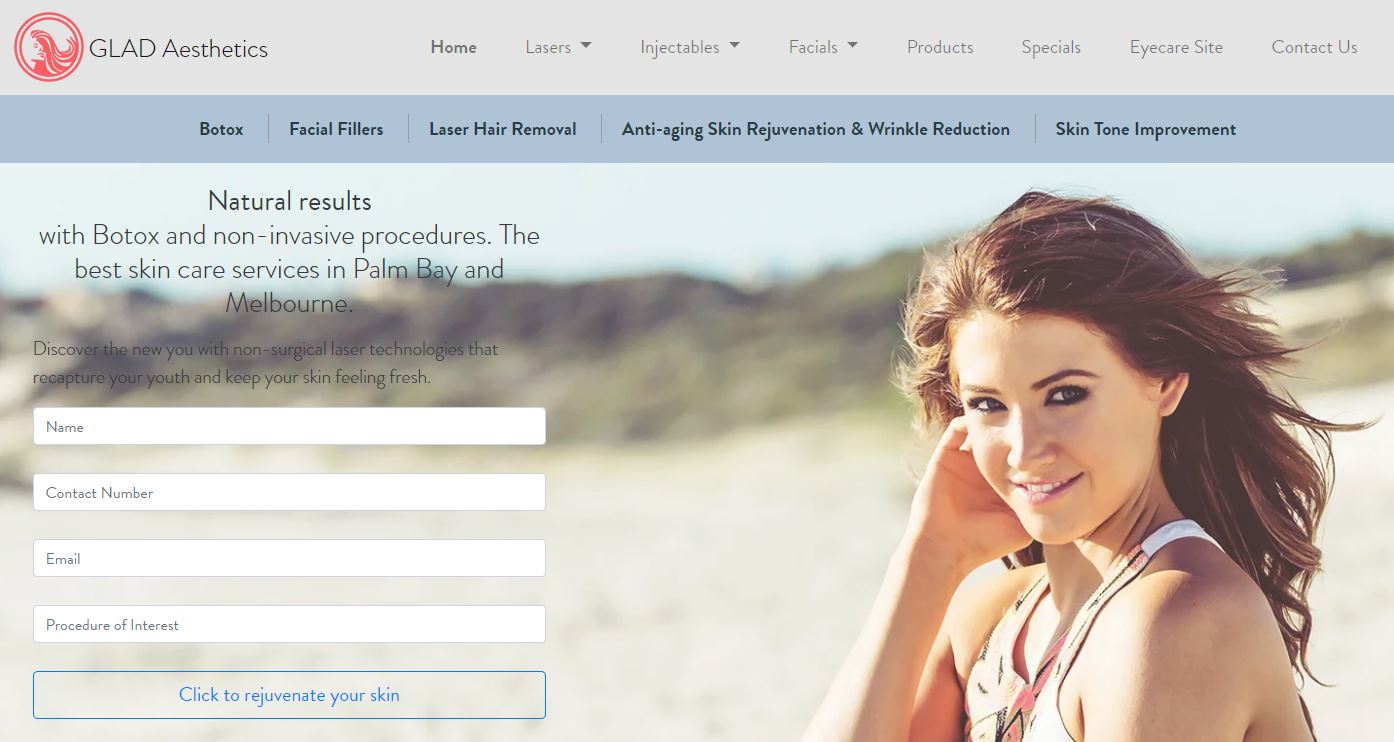 GLAD Aesthetics
Home Lasers Injectables Facials Products Specials Eyecare Site Contact Us
Botox Facial Fillers Laser Hair Removal Anti-aging Skin Rejuvenation & Wrinkle Reduction Skin Tone Improvement
Natural results
with Botox and non-invasive procedures. The
best skin care services in Palm Bay and
Melbourne.
Discover the new you with non-surgical laser technologies that
recapture your youth and keep your skin feeling fresh.
Name
Contact Number
Email
Procedure of Interest
Click to rejuvenate your skin